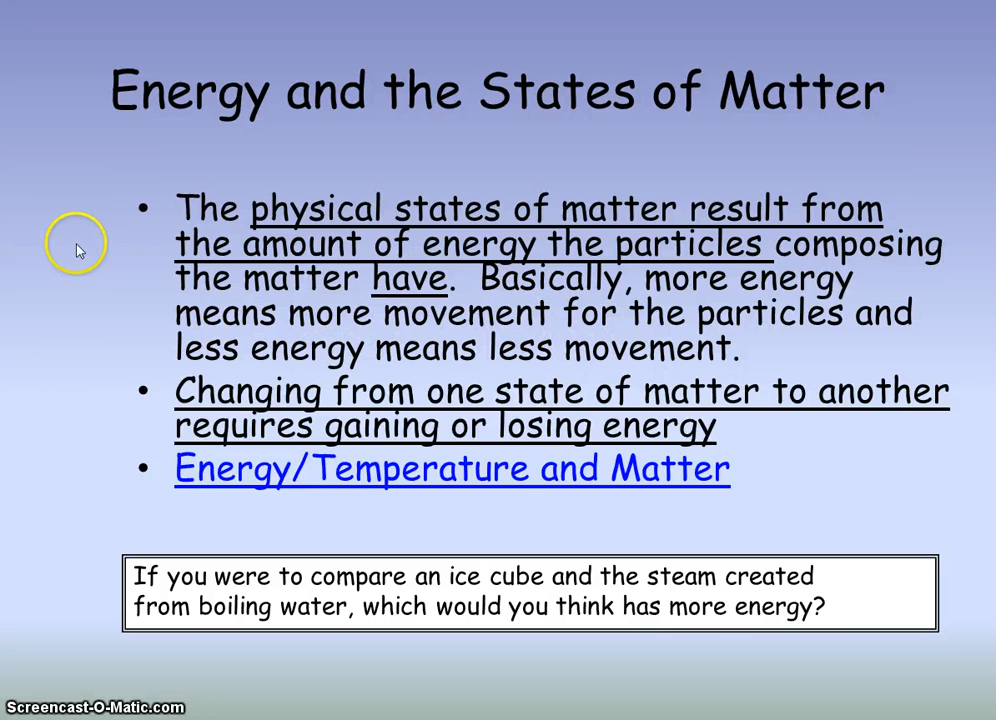 Energy and the States of Matter
• The physical states of matter result from
the amount of energy the particles composing
the matter have. Basically, more energy
means more movement for the particles and
less energy means less movement.
• Changing from one state of matter to another
requires gaining or losing energy
• Energy/Temperature and Matter
If you were to compare an ice cube and the steam created
from boiling water, which would you think has more energy?
Screencast-O-Matic.com